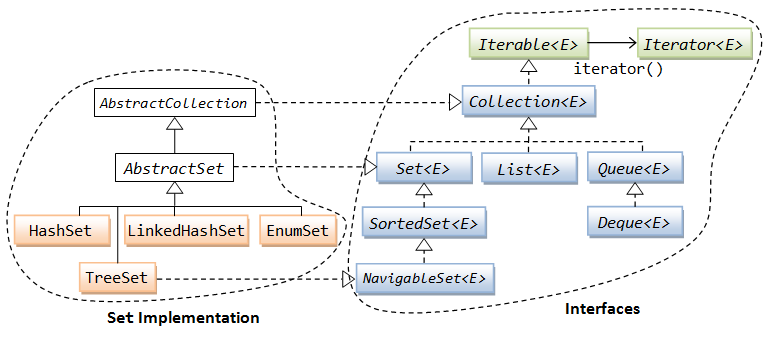 Iterable<E>
Iterator<E>
iterator()
AbstractCollection
Collection<E>
AbstractSet
Set<E>
List<E>
Queue<E>
HashSet
LinkedHashSet
EnumSet
SortedSet<E>
Deque<E>
TreeSet
NavigableSet<E>
Set Implementation
Interfaces